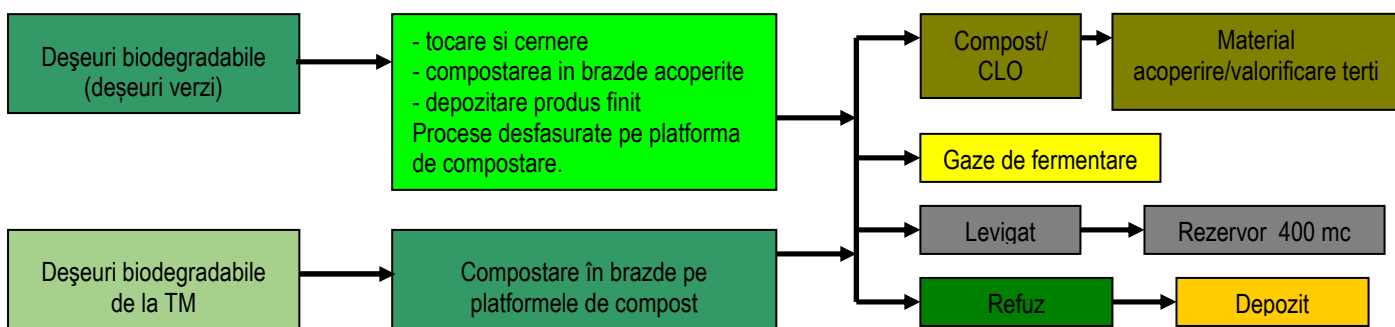 Deşeuri biodegradabile
(deșeuri verzi)
- tocare si cernere
- compostarea in brazde acoperite
- depozitare produs finit
Procese desfasurate pe platforma
de compostare.
Compost/
CLO
Material
acoperire/valorificare terti
Gaze de fermentare
Levigat
Rezervor 400 mc
Deşeuri biodegradabile
de la TM
Compostare în brazde pe
platformele de compost
Refuz
Depozit